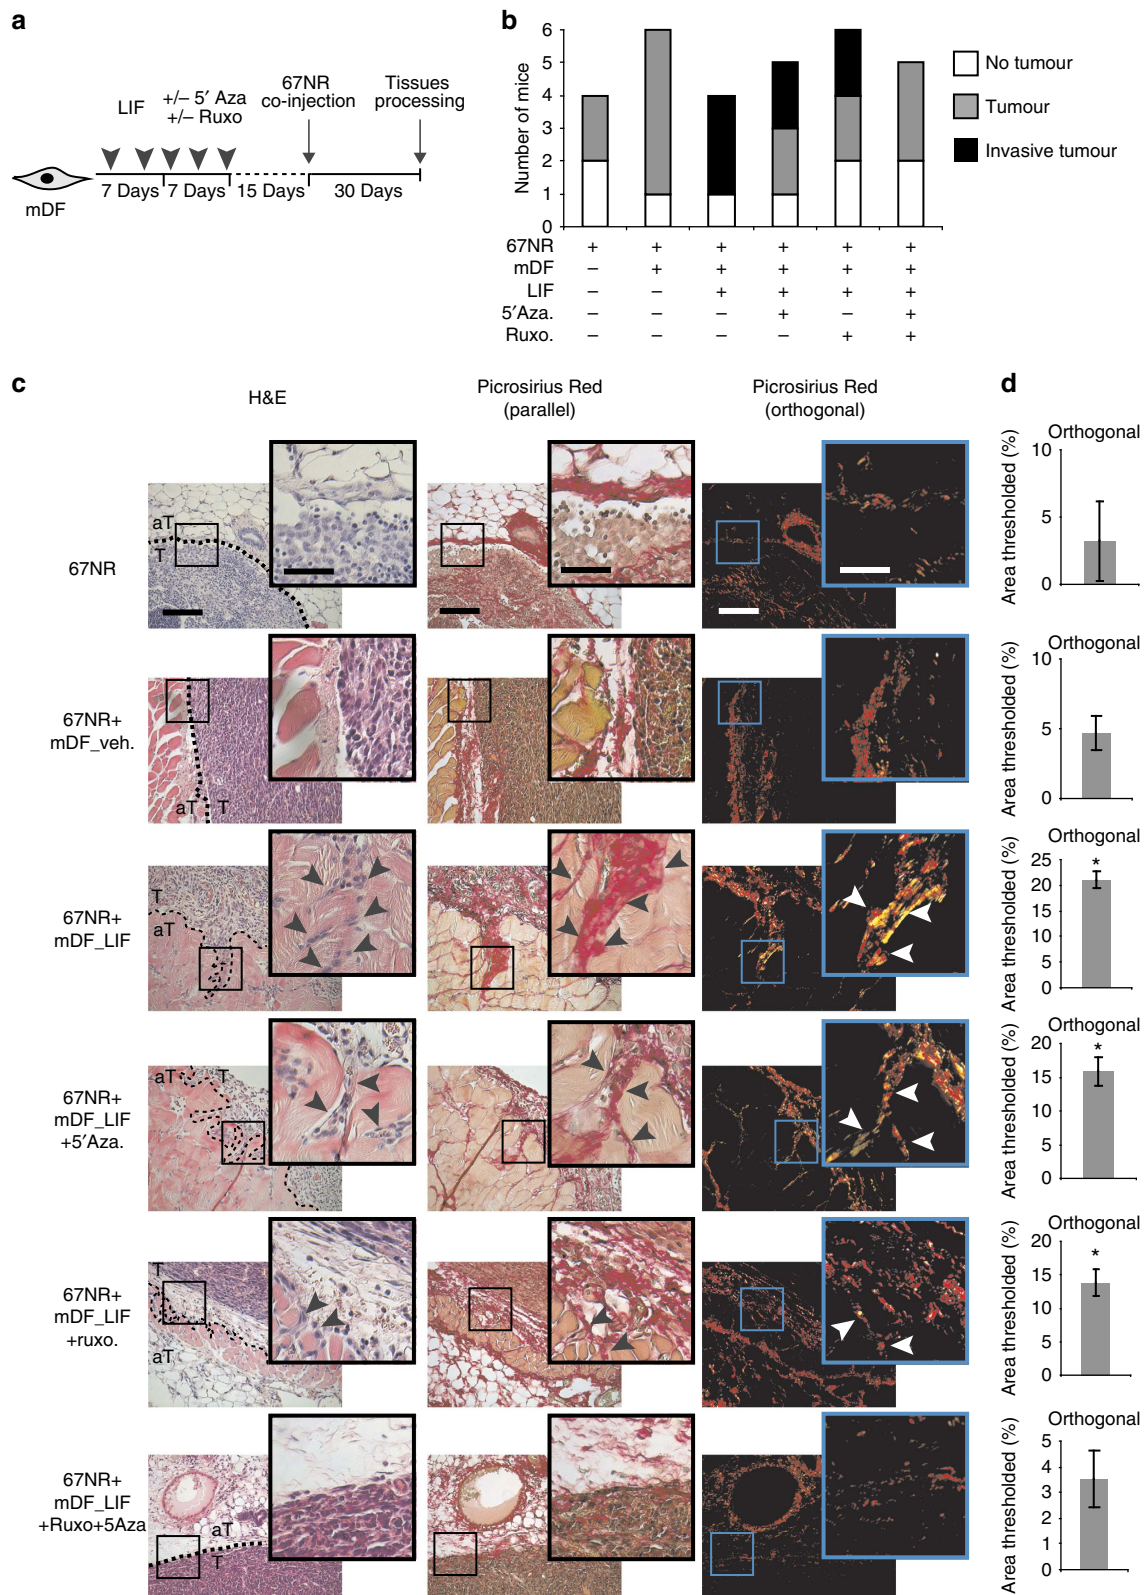 a
LIF
+/– 5′ Aza
+/– Ruxo
67NR
co-injection
Tissues
processing
mDF
7 Days
7 Days
15 Days
30 Days
b
Number of mice
6
5
4
3
2
1
0
No tumour
Tumour
Invasive tumour
67NR + + + + + +
mDF – + + + + +
LIF – – + + + +
5′Aza. – – – + – +
Ruxo. – – – – + +
c
H&E
Picrosirius Red
(parallel)
Picrosirius Red
(orthogonal)
67NR
aT
T
67NR+
mDF_veh.
aT
T
67NR+
mDF_LIF
T
aT
67NR+
mDF_LIF
+5′Aza.
aT
T
67NR+
mDF_LIF
+ruxo.
T
aT
67NR+
mDF_LIF
+Ruxo+5Aza
aT
T
d
Orthogonal
Area thresholded (%)
10
5
0
Orthogonal
Area thresholded (%)
10
5
0
Orthogonal
Area thresholded (%)
25
20
15
10
5
0
*
Orthogonal
Area thresholded (%)
20
15
10
5
0
*
Orthogonal
Area thresholded (%)
20
15
10
5
0
*
Orthogonal
Area thresholded (%)
5
4
3
2
1
0